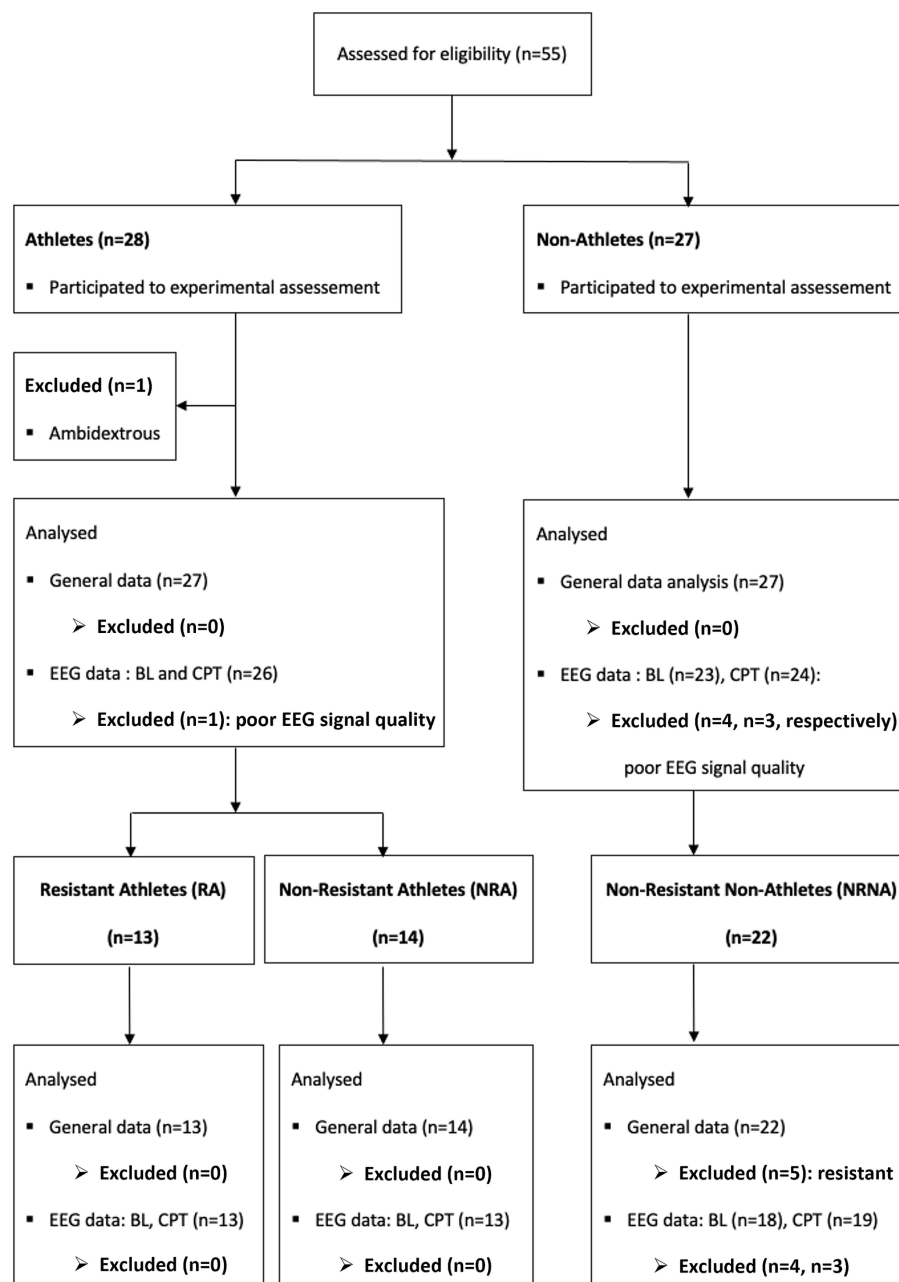 Assessed for eligibility (n=55)
Athletes (n=28)
▪ Participated to experimental assessement
Non-Athletes (n=27)
▪ Participated to experimental assessement
Excluded (n=1)
▪ Ambidextrous
Analysed
▪ General data (n=27)
➢ Excluded (n=0)
▪ EEG data : BL and CPT (n=26)
➢ Excluded (n=1): poor EEG signal quality
Analysed
▪ General data analysis (n=27)
➢ Excluded (n=0)
▪ EEG data : BL (n=23), CPT (n=24):
➢ Excluded (n=4, n=3, respectively)
poor EEG signal quality
Resistant Athletes (RA)
(n=13)
Non-Resistant Athletes (NRA)
(n=14)
Non-Resistant Non-Athletes (NRNA)
(n=22)
Analysed
▪ General data (n=13)
➢ Excluded (n=0)
▪ EEG data: BL, CPT (n=13)
➢ Excluded (n=0)
Analysed
▪ General data (n=14)
➢ Excluded (n=0)
▪ EEG data: BL, CPT (n=13)
➢ Excluded (n=0)
Analysed
▪ General data (n=22)
➢ Excluded (n=5): resistant
▪ EEG data: BL (n=18), CPT (n=19)
➢ Excluded (n=4, n=3)